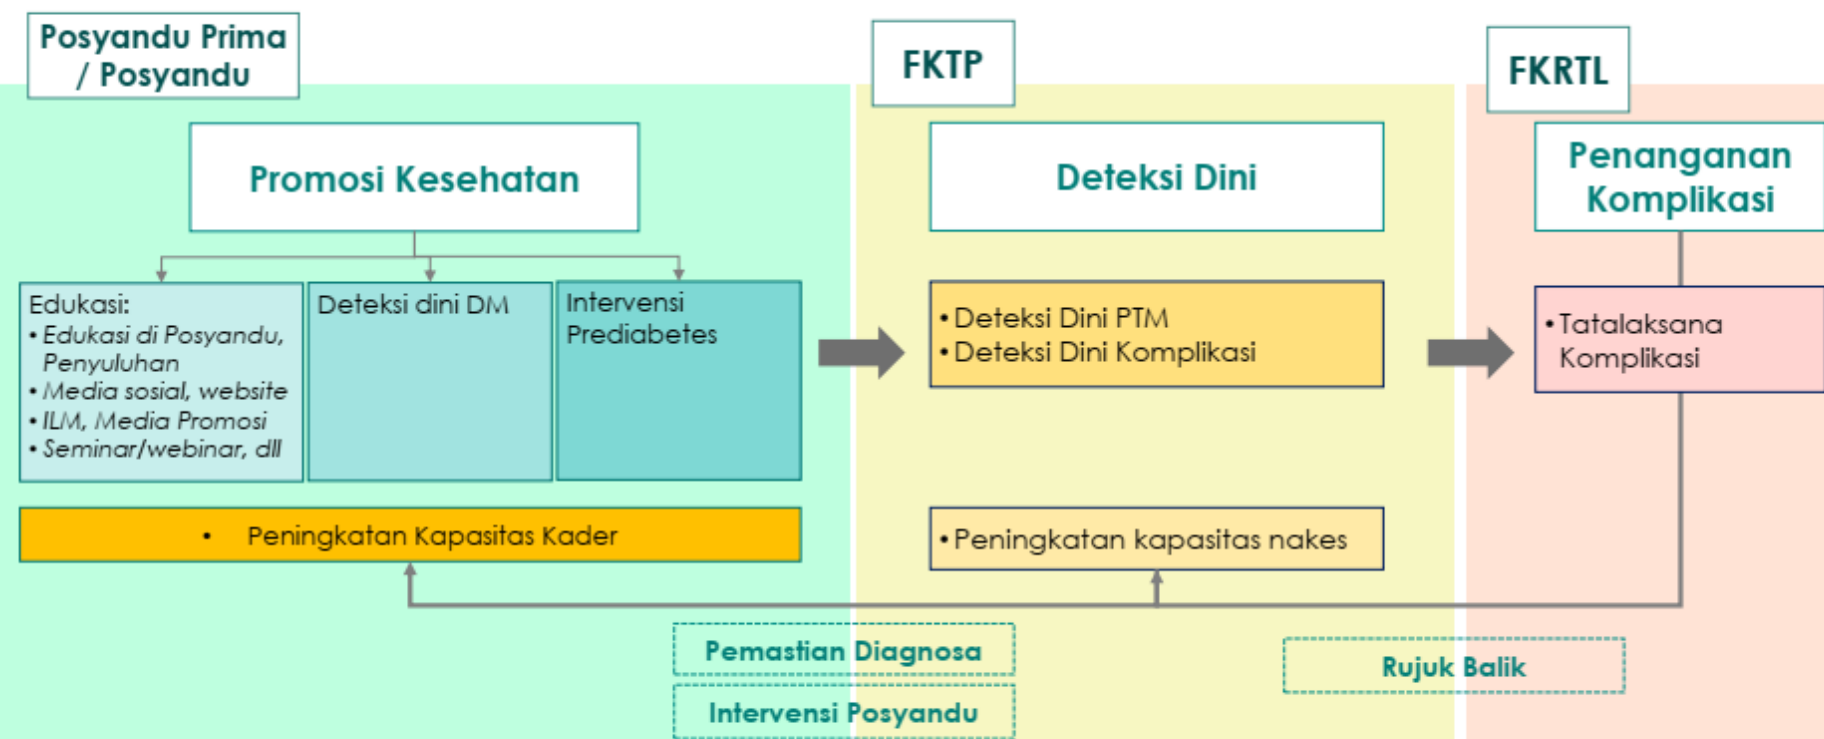 Posyandu Prima
/ Posyandu
FKTP
FKRTL
Promosi Kesehatan
Deteksi Dini
Penanganan
Komplikasi
Edukasi:
• Edukasi di Posyandu,
Penyuluhan
• Media sosial, website
• ILM, Media Promosi
• Seminar/webinar, dll
Deteksi dini DM
Intervensi
Prediabetes
• Deteksi Dini PTM
• Deteksi Dini Komplikasi
• Tatalaksana
Komplikasi
• Peningkatan Kapasitas Kader
• Peningkatan kapasitas nakes
Pemastian Diagnosa
Intervensi Posyandu
Rujuk Balik